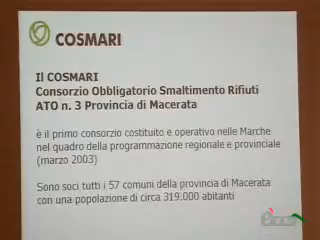 COSMARI
Il COSMARI
Consorzio Obbligatorio Smaltimento Rifiuti
ATO n. 3 Provincia di Macerata
è il primo consorzio costituito e operativo nelle Marche
nel quadro della programmazione regionale e provinciale
(marzo 2003)
Sono soci tutti i 57 comuni della provincia di Macerata
con una popolazione di circa 319.000 abitanti